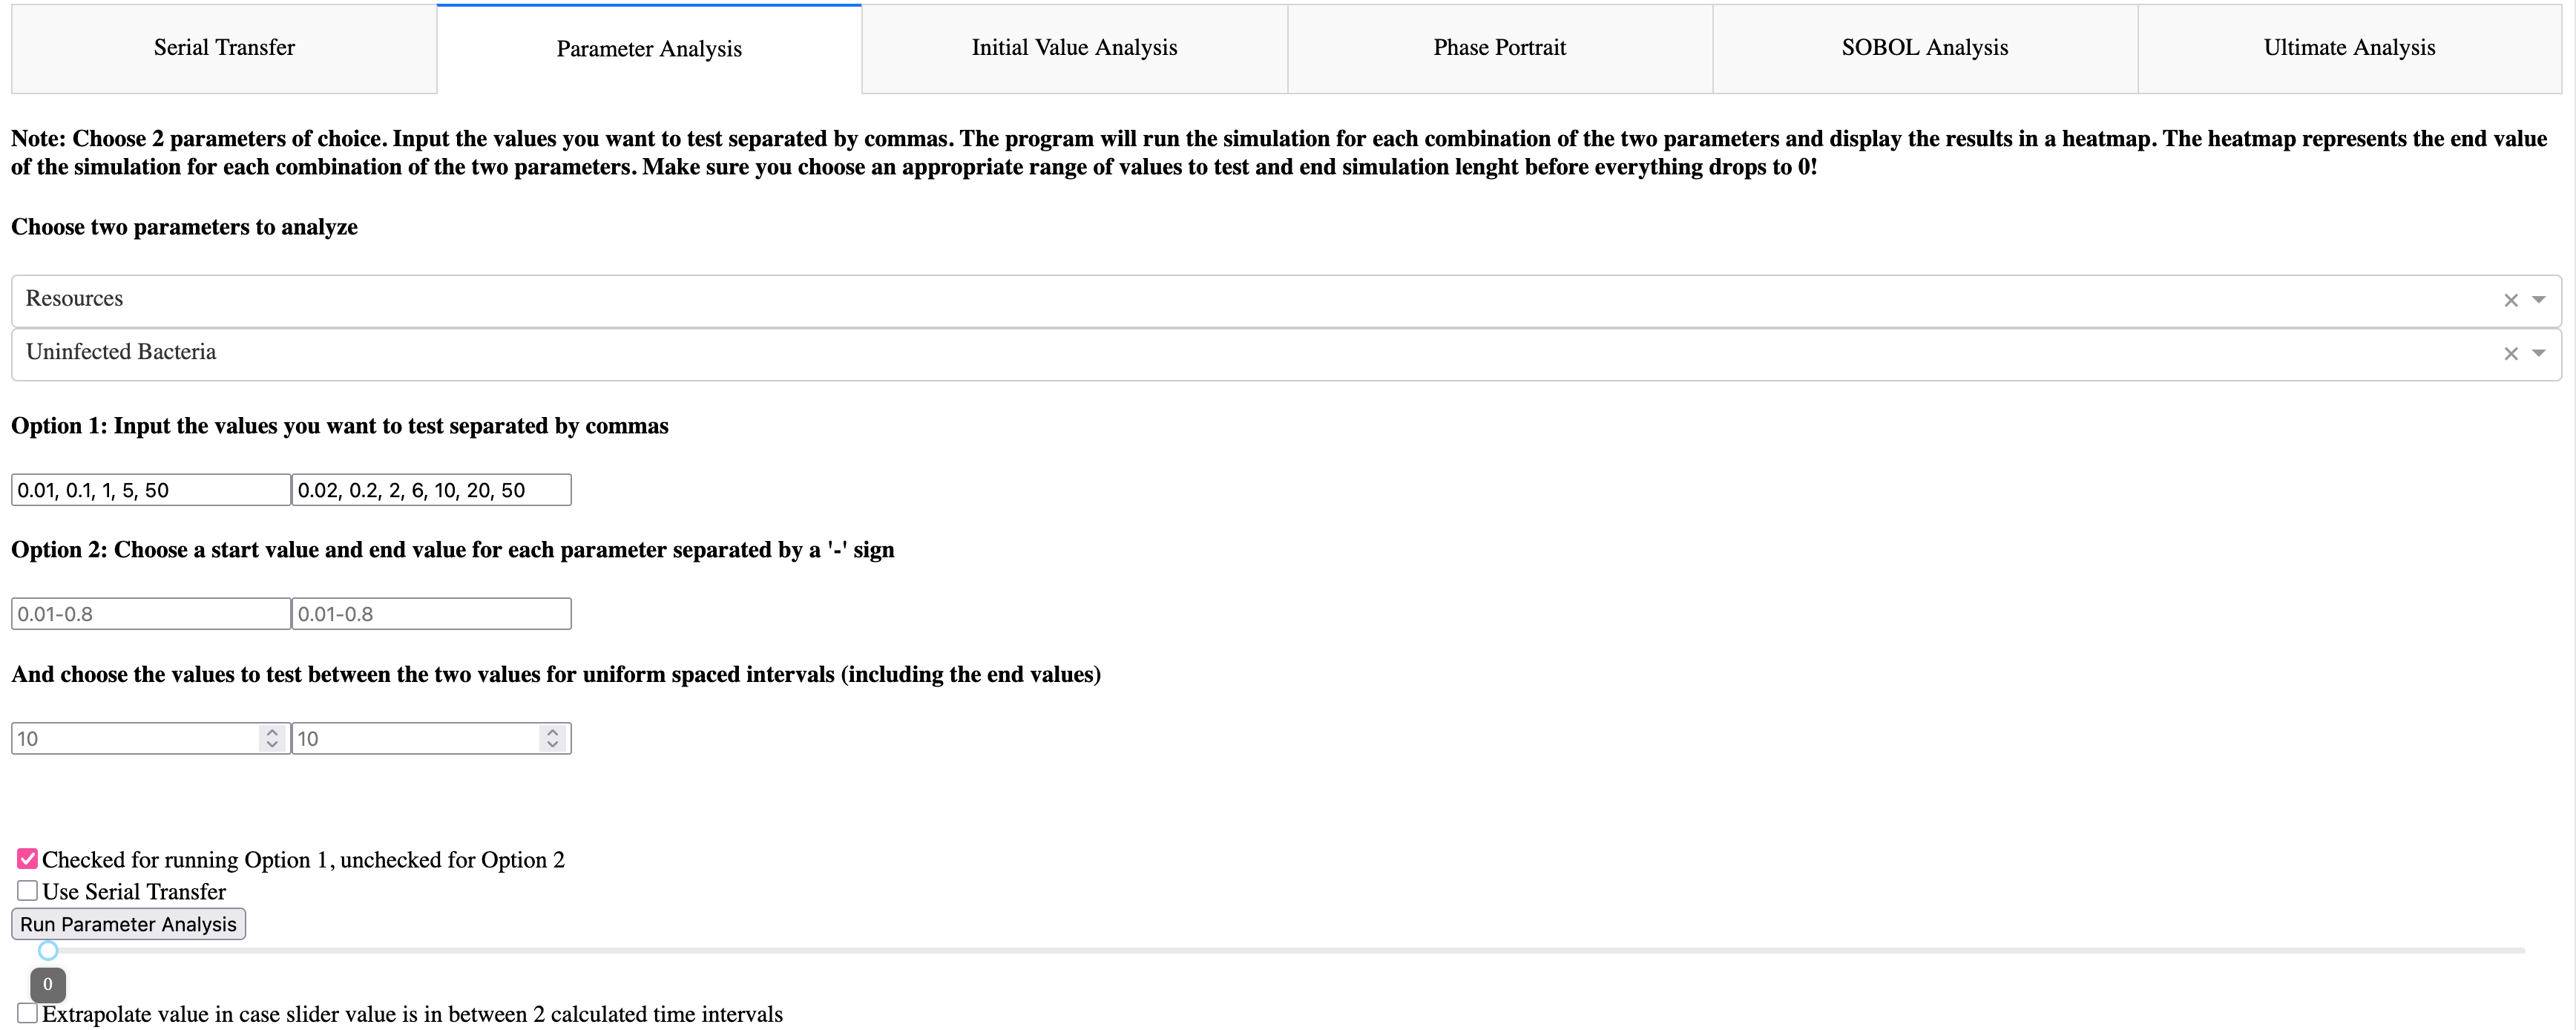 Serial Transfer
Parameter Analysis
Initial Value Analysis
Phase Portrait
SOBOL Analysis
Ultimate Analysis
Note: Choose 2 parameters of choice. Input the values you want to test separated by commas. The program will run the simulation for each combination of the two parameters and display the results in a heatmap. The heatmap represents the end value
of the simulation for each combination of the two parameters. Make sure you choose an appropriate range of values to test and end simulation lenght before everything drops to 0!
Choose two parameters to analyze
Resources
Uninfected Bacteria
Option 1: Input the values you want to test separated by commas
0.01, 0.1, 1, 5, 50
0.02, 0.2, 2, 6, 10, 20, 50
Option 2: Choose a start value and end value for each parameter separated by a '-' sign
0.01-0.8
0.01-0.8
And choose the values to test between the two values for uniform spaced intervals (including the end values)
10
10
Checked for running Option 1, unchecked for Option 2
Use Serial Transfer
Run Parameter Analysis
0
Extrapolate value in case slider value is in between 2 calculated time intervals